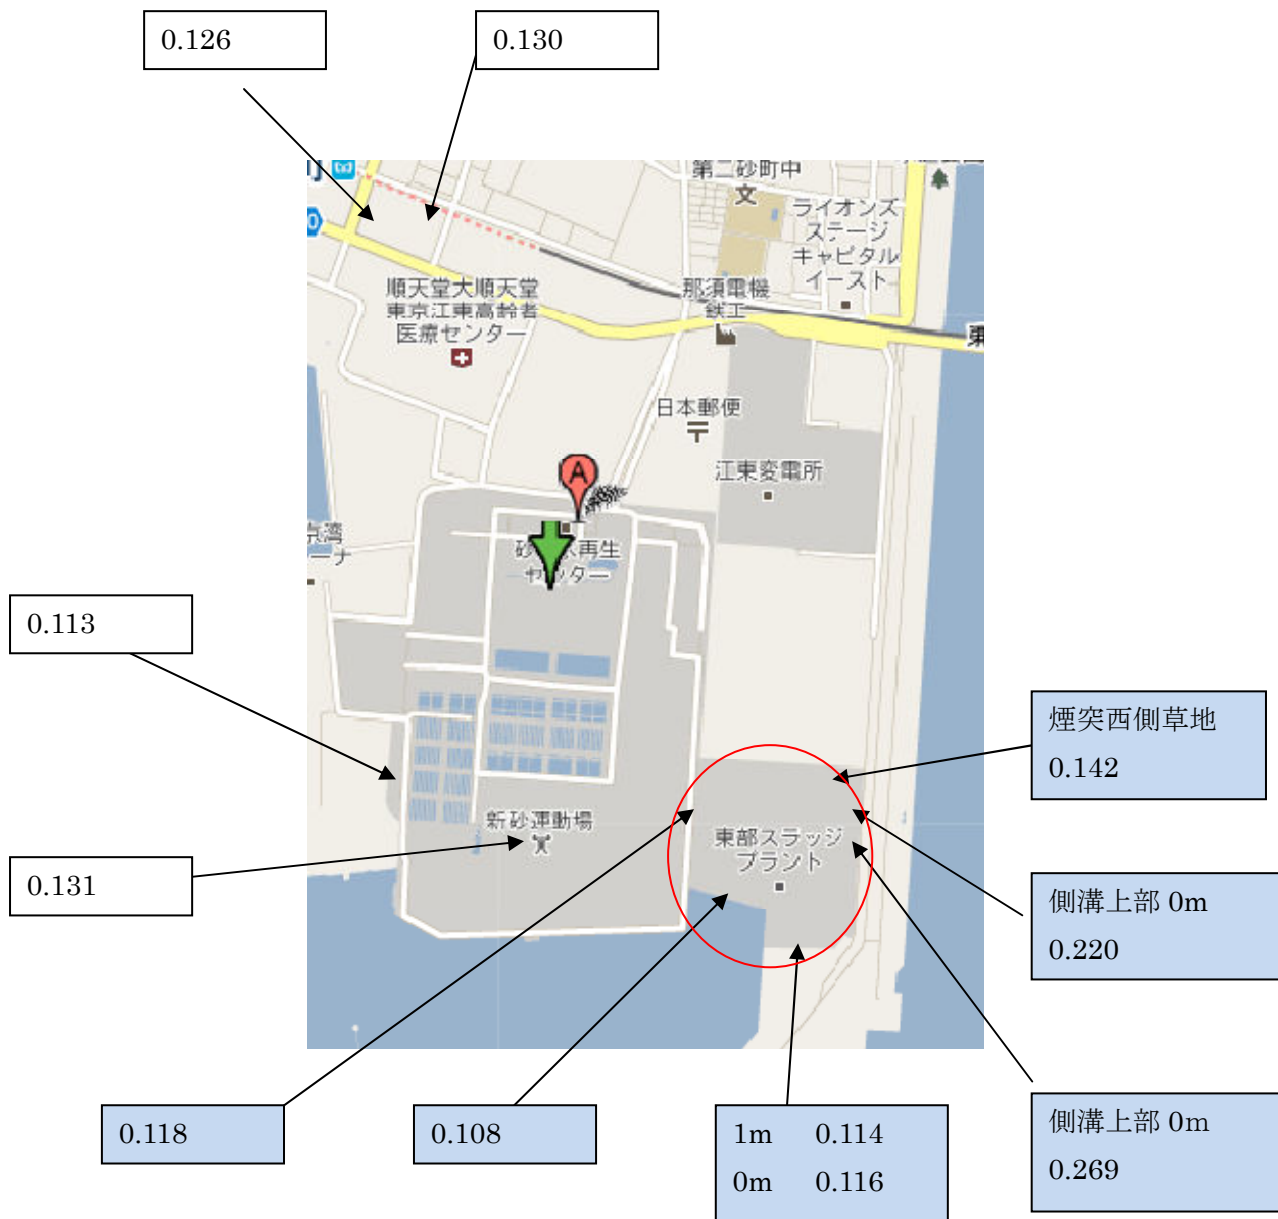 0.126
0.130
第二砂町中
文
ライオンズ
ステージ
キャピタル
イースト
順天堂大順天堂
東京江東高齢者
医療センター
那須電機
鉄工
東
日本郵便
江東変電所
A
再生
0.113
新砂運動場
東部スラッジ
プラント
煙突西側草地
0.142
0.131
側溝上部 0m
0.220
0.118
0.108
1m 0.114
0m 0.116
側溝上部 0m
0.269